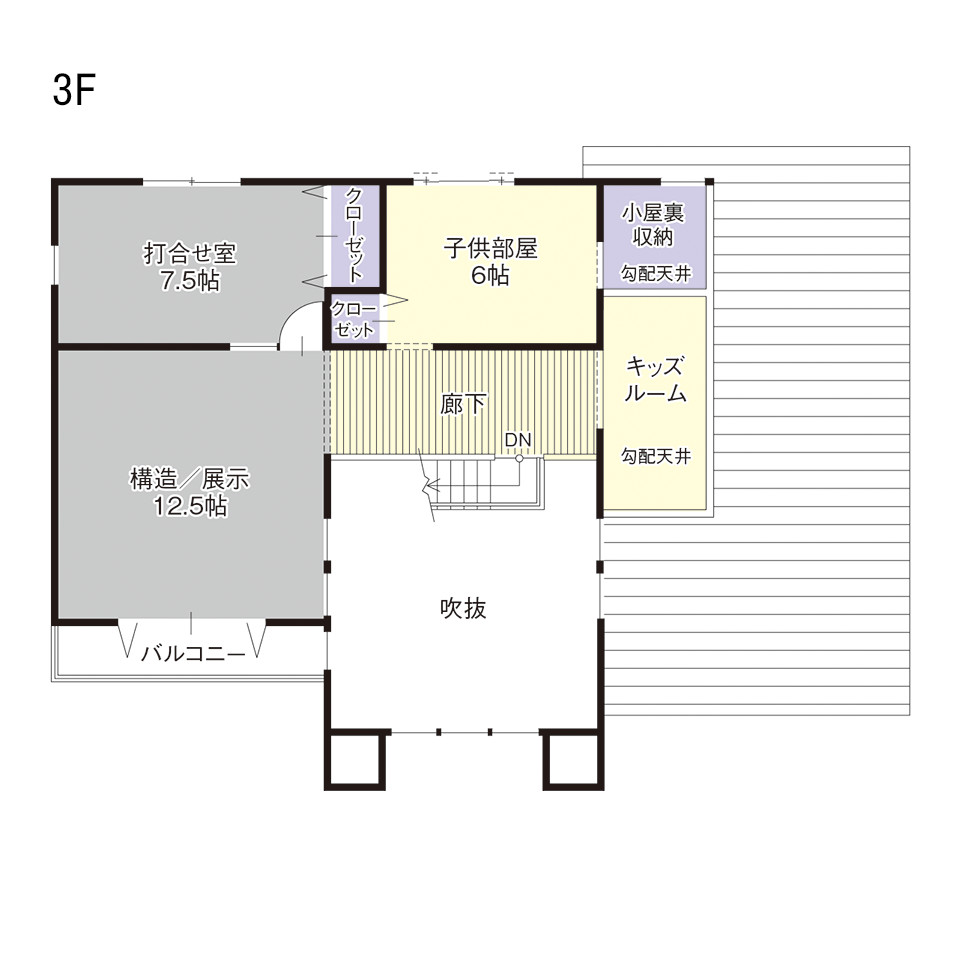 3F
打合せ室
7.5帖
クローゼット
クロー
ゼット
子供部屋
6帖
小屋裏
収納
勾配天井
キッズ
ルーム
勾配天井
廊下
DN
構造／展示
12.5帖
吹抜
バルコニー